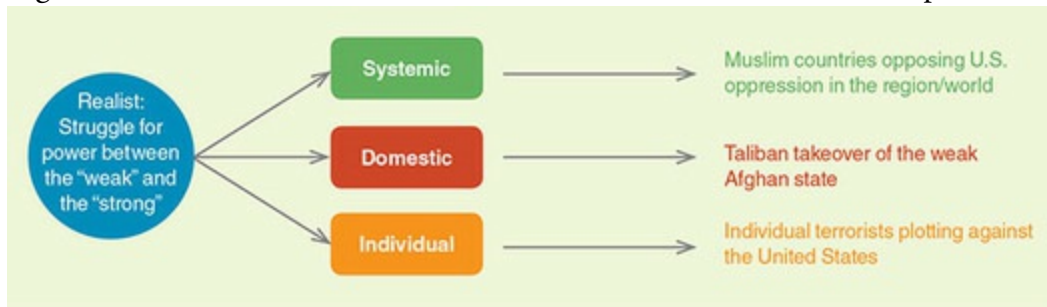 Realist:
Struggle for
power between
the "weak" and
the "strong"
Systemic
Muslim countries opposing U.S.
oppression in the region/world
Domestic
Taliban takeover of the weak
Afghan state
Individual
Individual terrorists plotting against
the United States